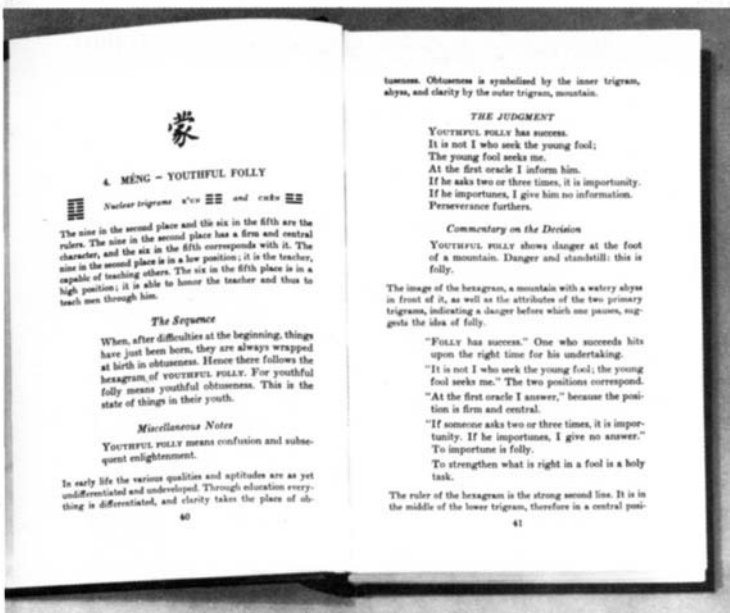 蒙
4. MÊNG – YOUTHFUL FOLLY
Nuclear trigrams K'UN ☷ and CHÊN ☳
The nine in the second place and the six in the fifth are the
rulers. The nine in the second place has a firm and central
character, and the six in the fifth corresponds with it. The
nine in the second place is in a low position; it is the teacher,
capable of teaching others. The six in the fifth place is in a
high position; it is able to honor the teacher and thus to
teach men through him.
The Sequence
When, after difficulties at the beginning, things
have just been born, they are always wrapped
at birth in obtuseness. Hence there follows the
hexagram of YOUTHFUL FOLLY. For youthful
folly means youthful obtuseness. This is the
state of things in their youth.
Miscellaneous Notes
YOUTHFUL FOLLY means confusion and subse-
quent enlightenment.
In early life the various qualities and aptitudes are as yet
undifferentiated and undeveloped. Through education every-
thing is differentiated, and clarity takes the place of ob-
40
tuseness. Obtuseness is symbolized by the inner trigram,
abyss, and clarity by the outer trigram, mountain.
THE JUDGMENT
YOUTHFUL FOLLY has success.
It is not I who seek the young fool;
The young fool seeks me.
At the first oracle I inform him.
If he asks two or three times, it is importunity.
If he importunes, I give him no information.
Perseverance furthers.
Commentary on the Decision
YOUTHFUL FOLLY shows danger at the foot
of a mountain. Danger and standstill: this is
folly.
The image of the hexagram, a mountain with a watery abyss
in front of it, as well as the attributes of the two primary
trigrams, indicating a danger before which one pauses, sug-
gests the idea of folly.
"FOLLY has success." One who succeeds hits
upon the right time for his undertaking.
"It is not I who seek the young fool; the young
fool seeks me." The two positions correspond.
"At the first oracle I answer," because the posi-
tion is firm and central.
"If someone asks two or three times, it is impor-
tunity. If he importunes, I give no answer."
To importune is folly.
To strengthen what is right in a fool is a holy
task.
The ruler of the hexagram is the strong second line. It is in
the middle of the lower trigram, therefore in a central posi-
41